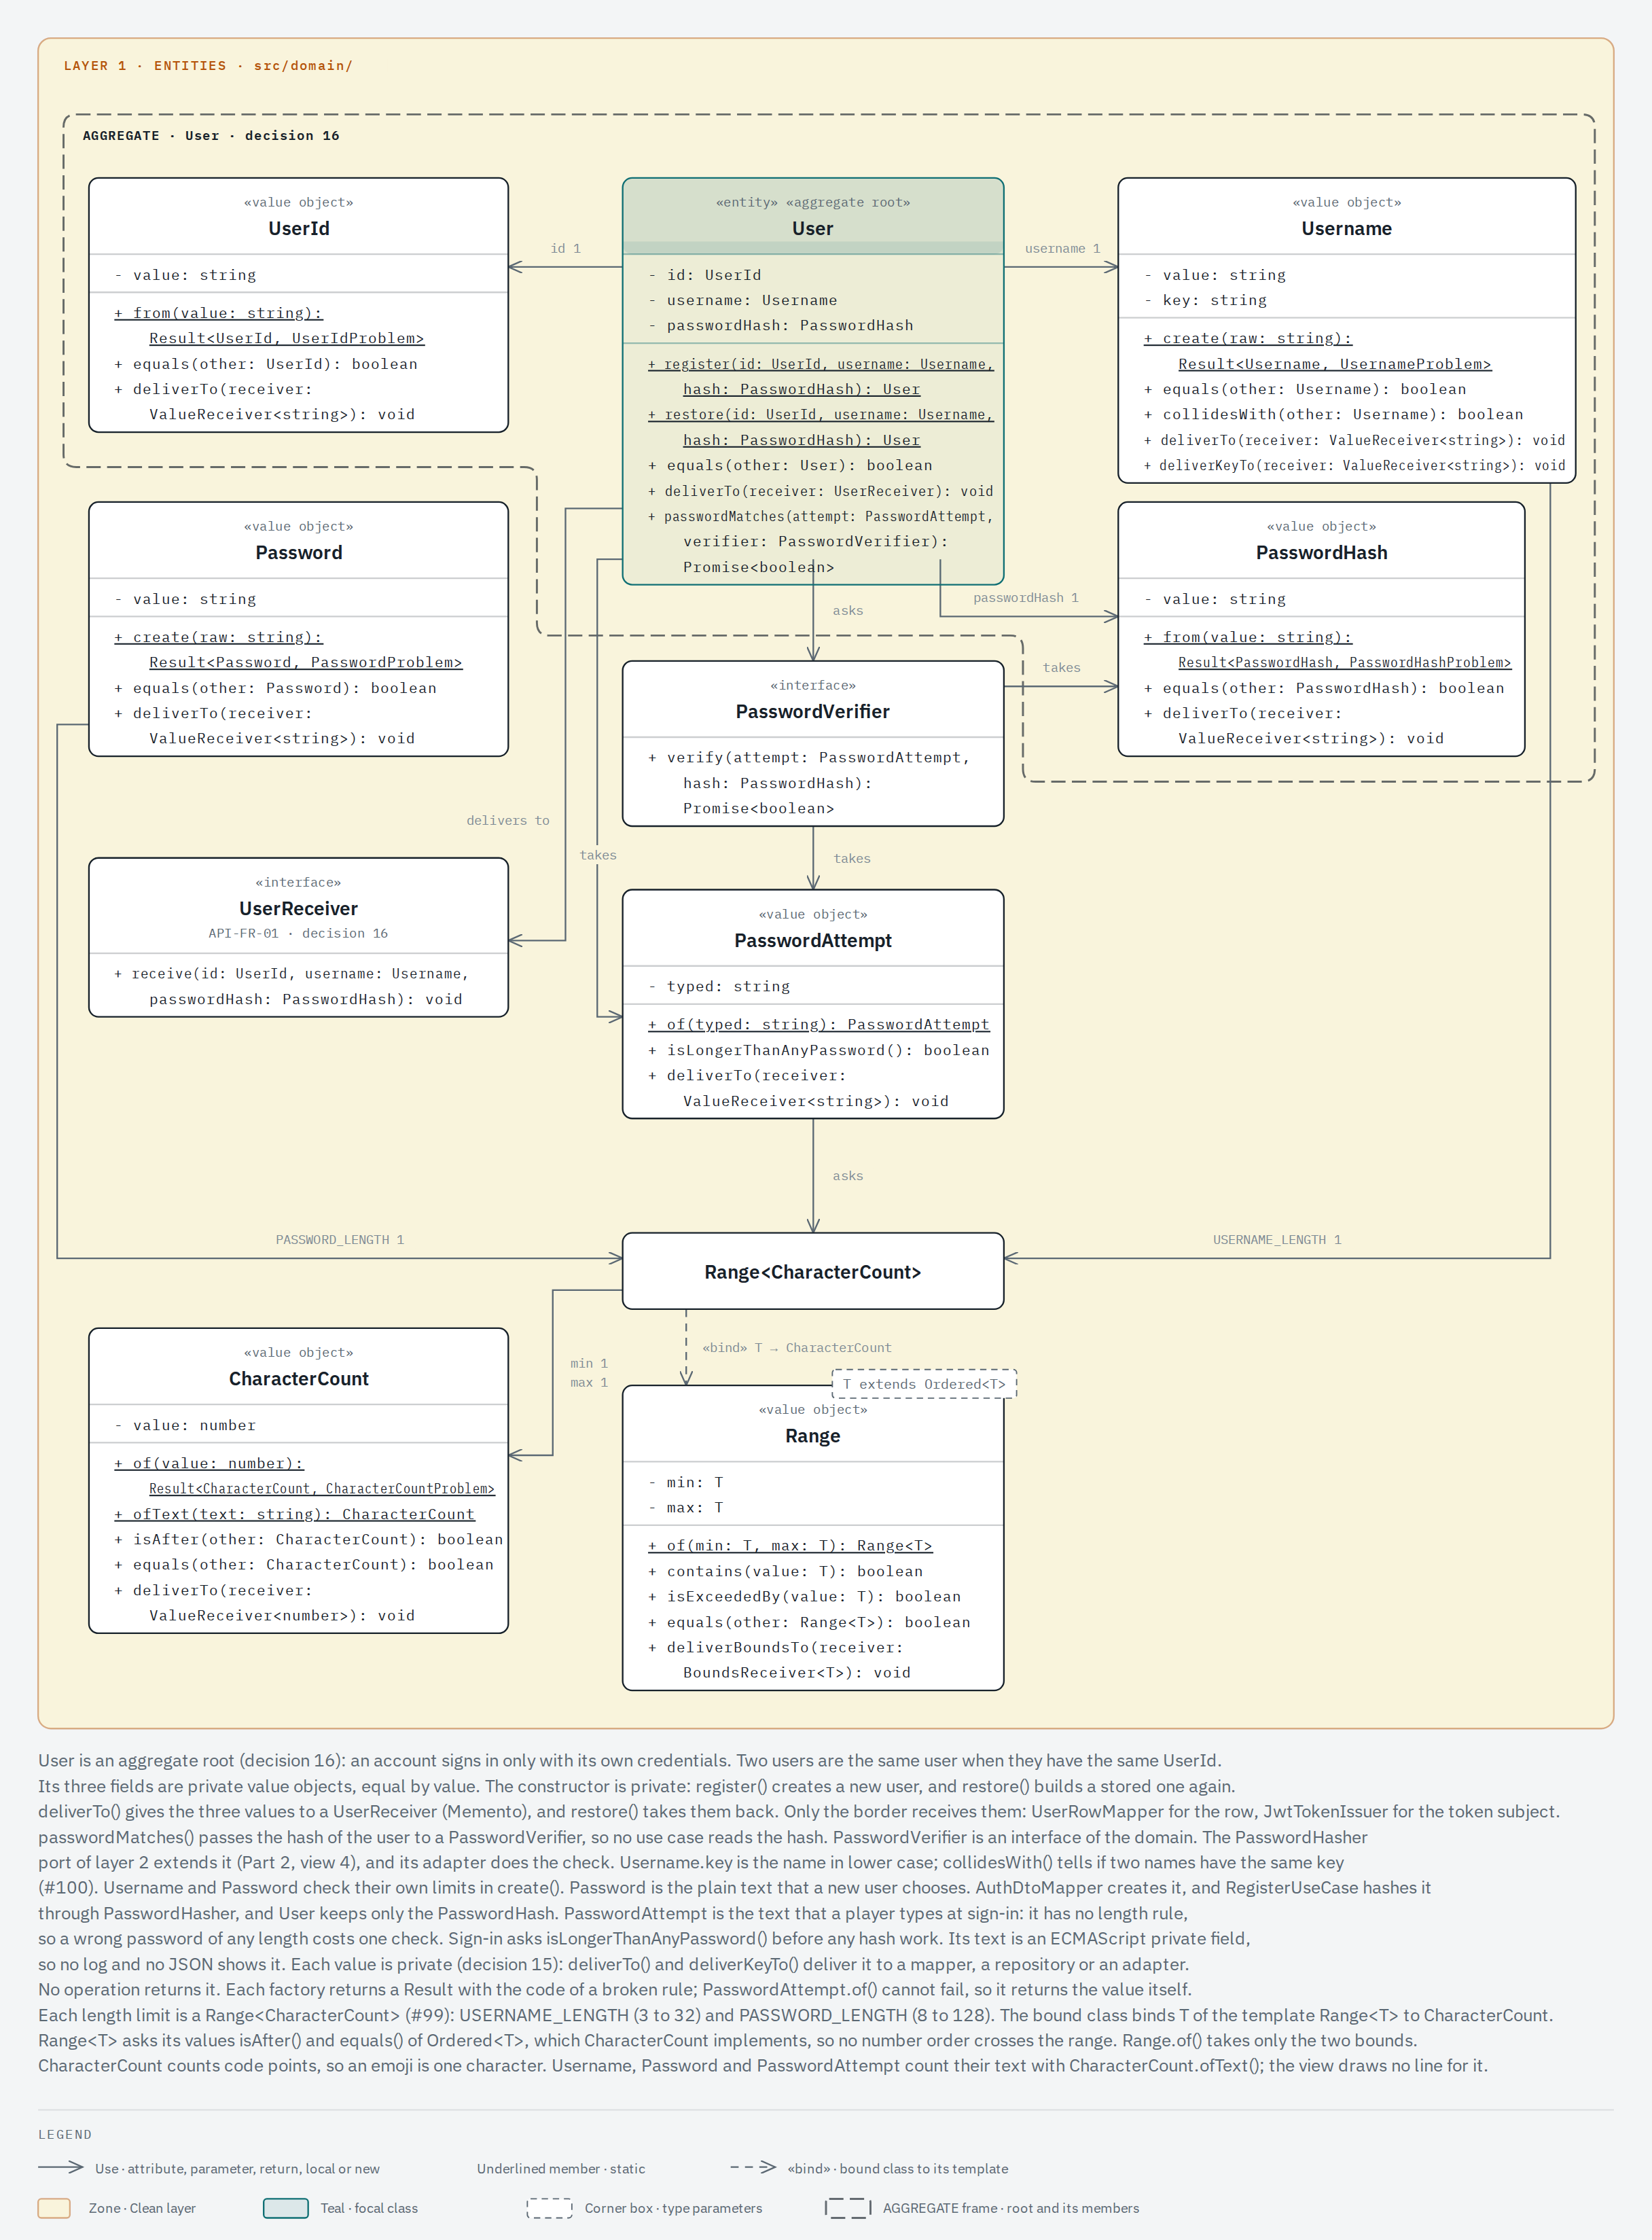 LAYER 1 · ENTITIES · src/domain/
AGGREGATE · User · decision 16
«value object»
UserId
- value: string
+ from(value: string):
Result<UserId, UserIdProblem>
+ equals(other: UserId): boolean
+ deliverTo(receiver:
ValueReceiver<string>): void
id 1
«entity» «aggregate root»
User
- id: UserId
- username: Username
- passwordHash: PasswordHash
+ register(id: UserId, username: Username,
hash: PasswordHash): User
+ restore(id: UserId, username: Username,
hash: PasswordHash): User
+ equals(other: User): boolean
+ deliverTo(receiver: UserReceiver): void
+ passwordMatches(attempt: PasswordAttempt,
verifier: PasswordVerifier):
Promise<boolean>
username 1
«value object»
Username
- value: string
- key: string
+ create(raw: string):
Result<Username, UsernameProblem>
+ equals(other: Username): boolean
+ collidesWith(other: Username): boolean
+ deliverTo(receiver: ValueReceiver<string>): void
+ deliverKeyTo(receiver: ValueReceiver<string>): void
«value object»
Password
- value: string
+ create(raw: string):
Result<Password, PasswordProblem>
+ equals(other: Password): boolean
+ deliverTo(receiver:
ValueReceiver<string>): void
asks
passwordHash 1
«value object»
PasswordHash
- value: string
+ from(value: string):
Result<PasswordHash, PasswordHashProblem>
+ equals(other: PasswordHash): boolean
+ deliverTo(receiver:
ValueReceiver<string>): void
takes
«interface»
PasswordVerifier
+ verify(attempt: PasswordAttempt,
hash: PasswordHash):
Promise<boolean>
delivers to
takes
takes
«interface»
UserReceiver
API-FR-01 · decision 16
+ receive(id: UserId, username: Username,
passwordHash: PasswordHash): void
«value object»
PasswordAttempt
- typed: string
+ of(typed: string): PasswordAttempt
+ isLongerThanAnyPassword(): boolean
+ deliverTo(receiver:
ValueReceiver<string>): void
asks
PASSWORD_LENGTH 1
USERNAME_LENGTH 1
Range<CharacterCount>
«bind» T → CharacterCount
min 1
max 1
«value object»
CharacterCount
- value: number
+ of(value: number):
Result<CharacterCount, CharacterCountProblem>
+ ofText(text: string): CharacterCount
+ isAfter(other: CharacterCount): boolean
+ equals(other: CharacterCount): boolean
+ deliverTo(receiver:
ValueReceiver<number>): void
T extends Ordered<T>
«value object»
Range
- min: T
- max: T
+ of(min: T, max: T): Range<T>
+ contains(value: T): boolean
+ isExceededBy(value: T): boolean
+ equals(other: Range<T>): boolean
+ deliverBoundsTo(receiver:
BoundsReceiver<T>): void
User is an aggregate root (decision 16): an account signs in only with its own credentials. Two users are the same user when they have the same UserId.
Its three fields are private value objects, equal by value. The constructor is private: register() creates a new user, and restore() builds a stored one again.
deliverTo() gives the three values to a UserReceiver (Memento), and restore() takes them back. Only the border receives them: UserRowMapper for the row, JwtTokenIssuer for the token subject.
passwordMatches() passes the hash of the user to a PasswordVerifier, so no use case reads the hash. PasswordVerifier is an interface of the domain. The PasswordHasher
port of layer 2 extends it (Part 2, view 4), and its adapter does the check. Username.key is the name in lower case; collidesWith() tells if two names have the same key
(#100). Username and Password check their own limits in create(). Password is the plain text that a new user chooses. AuthDtoMapper creates it, and RegisterUseCase hashes it
through PasswordHasher, and User keeps only the PasswordHash. PasswordAttempt is the text that a player types at sign-in: it has no length rule,
so a wrong password of any length costs one check. Sign-in asks isLongerThanAnyPassword() before any hash work. Its text is an ECMAScript private field,
so no log and no JSON shows it. Each value is private (decision 15): deliverTo() and deliverKeyTo() deliver it to a mapper, a repository or an adapter.
No operation returns it. Each factory returns a Result with the code of a broken rule; PasswordAttempt.of() cannot fail, so it returns the value itself.
Each length limit is a Range<CharacterCount> (#99): USERNAME_LENGTH (3 to 32) and PASSWORD_LENGTH (8 to 128). The bound class binds T of the template Range<T> to CharacterCount.
Range<T> asks its values isAfter() and equals() of Ordered<T>, which CharacterCount implements, so no number order crosses the range. Range.of() takes only the two bounds.
CharacterCount counts code points, so an emoji is one character. Username, Password and PasswordAttempt count their text with CharacterCount.ofText(); the view draws no line for it.
LEGEND
Use · attribute, parameter, return, local or new
Underlined member · static
«bind» · bound class to its template
Zone · Clean layer
Teal · focal class
Corner box · type parameters
AGGREGATE frame · root and its members